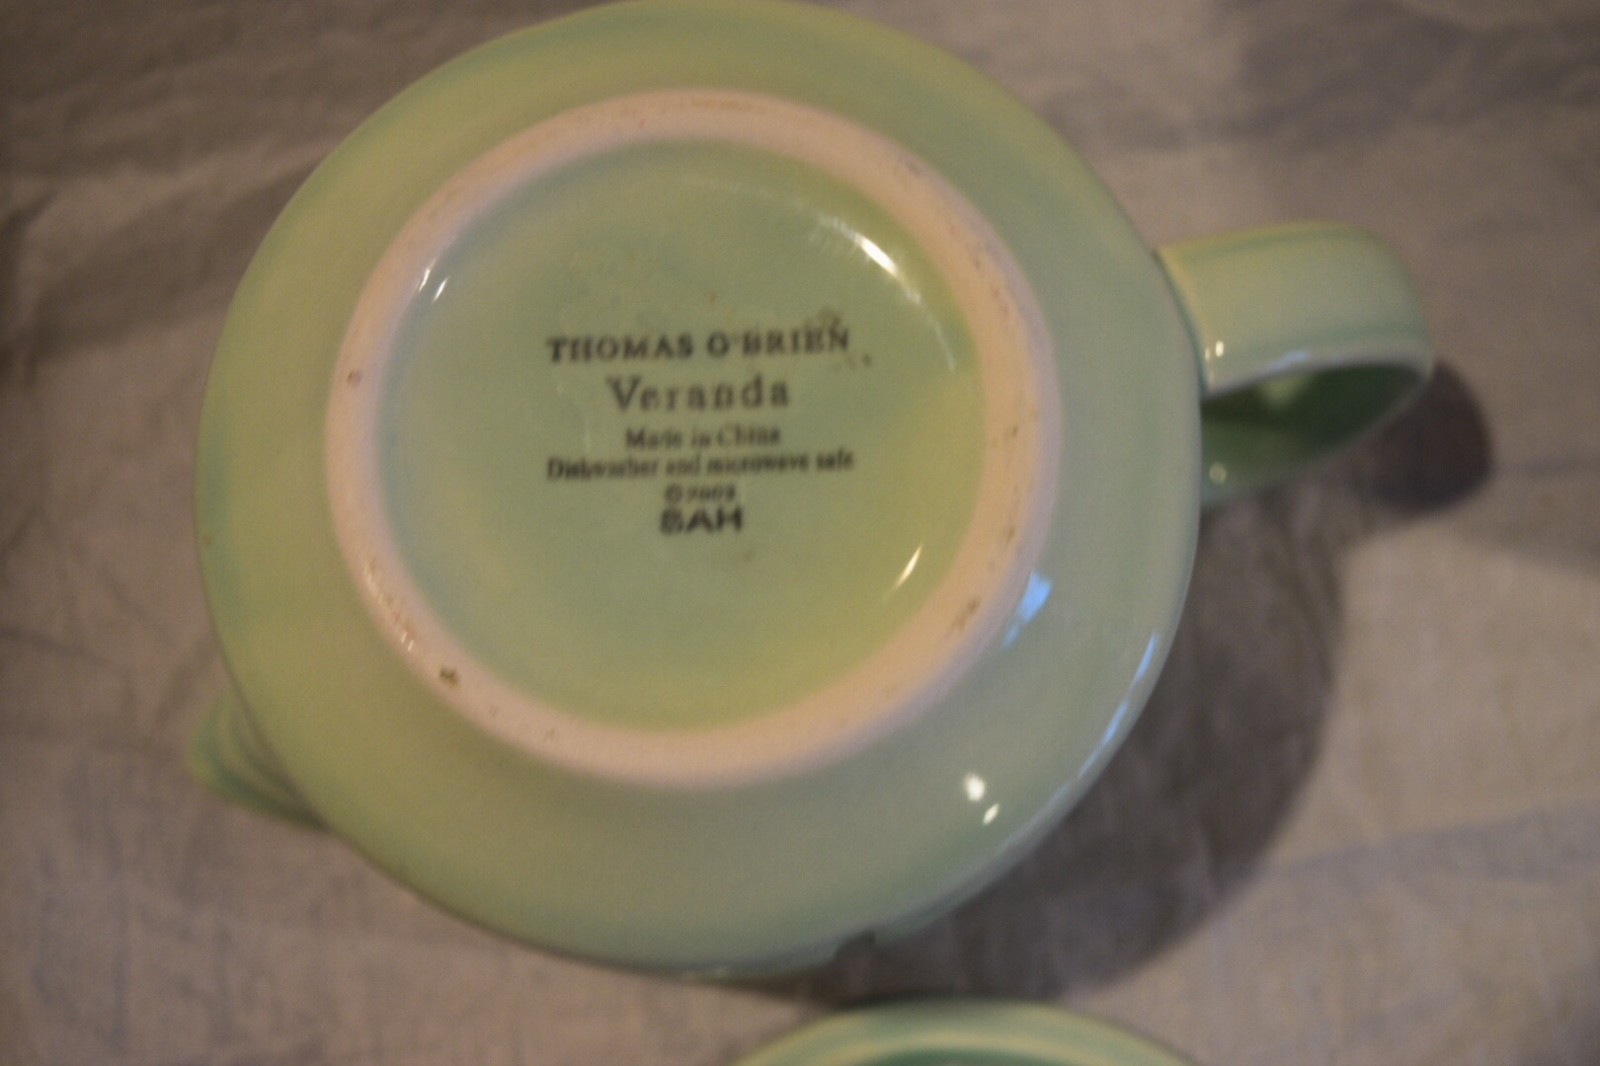 THOMAS O'BRIEN
Veranda
Made in China
Dishwasher and microwave safe
SAH